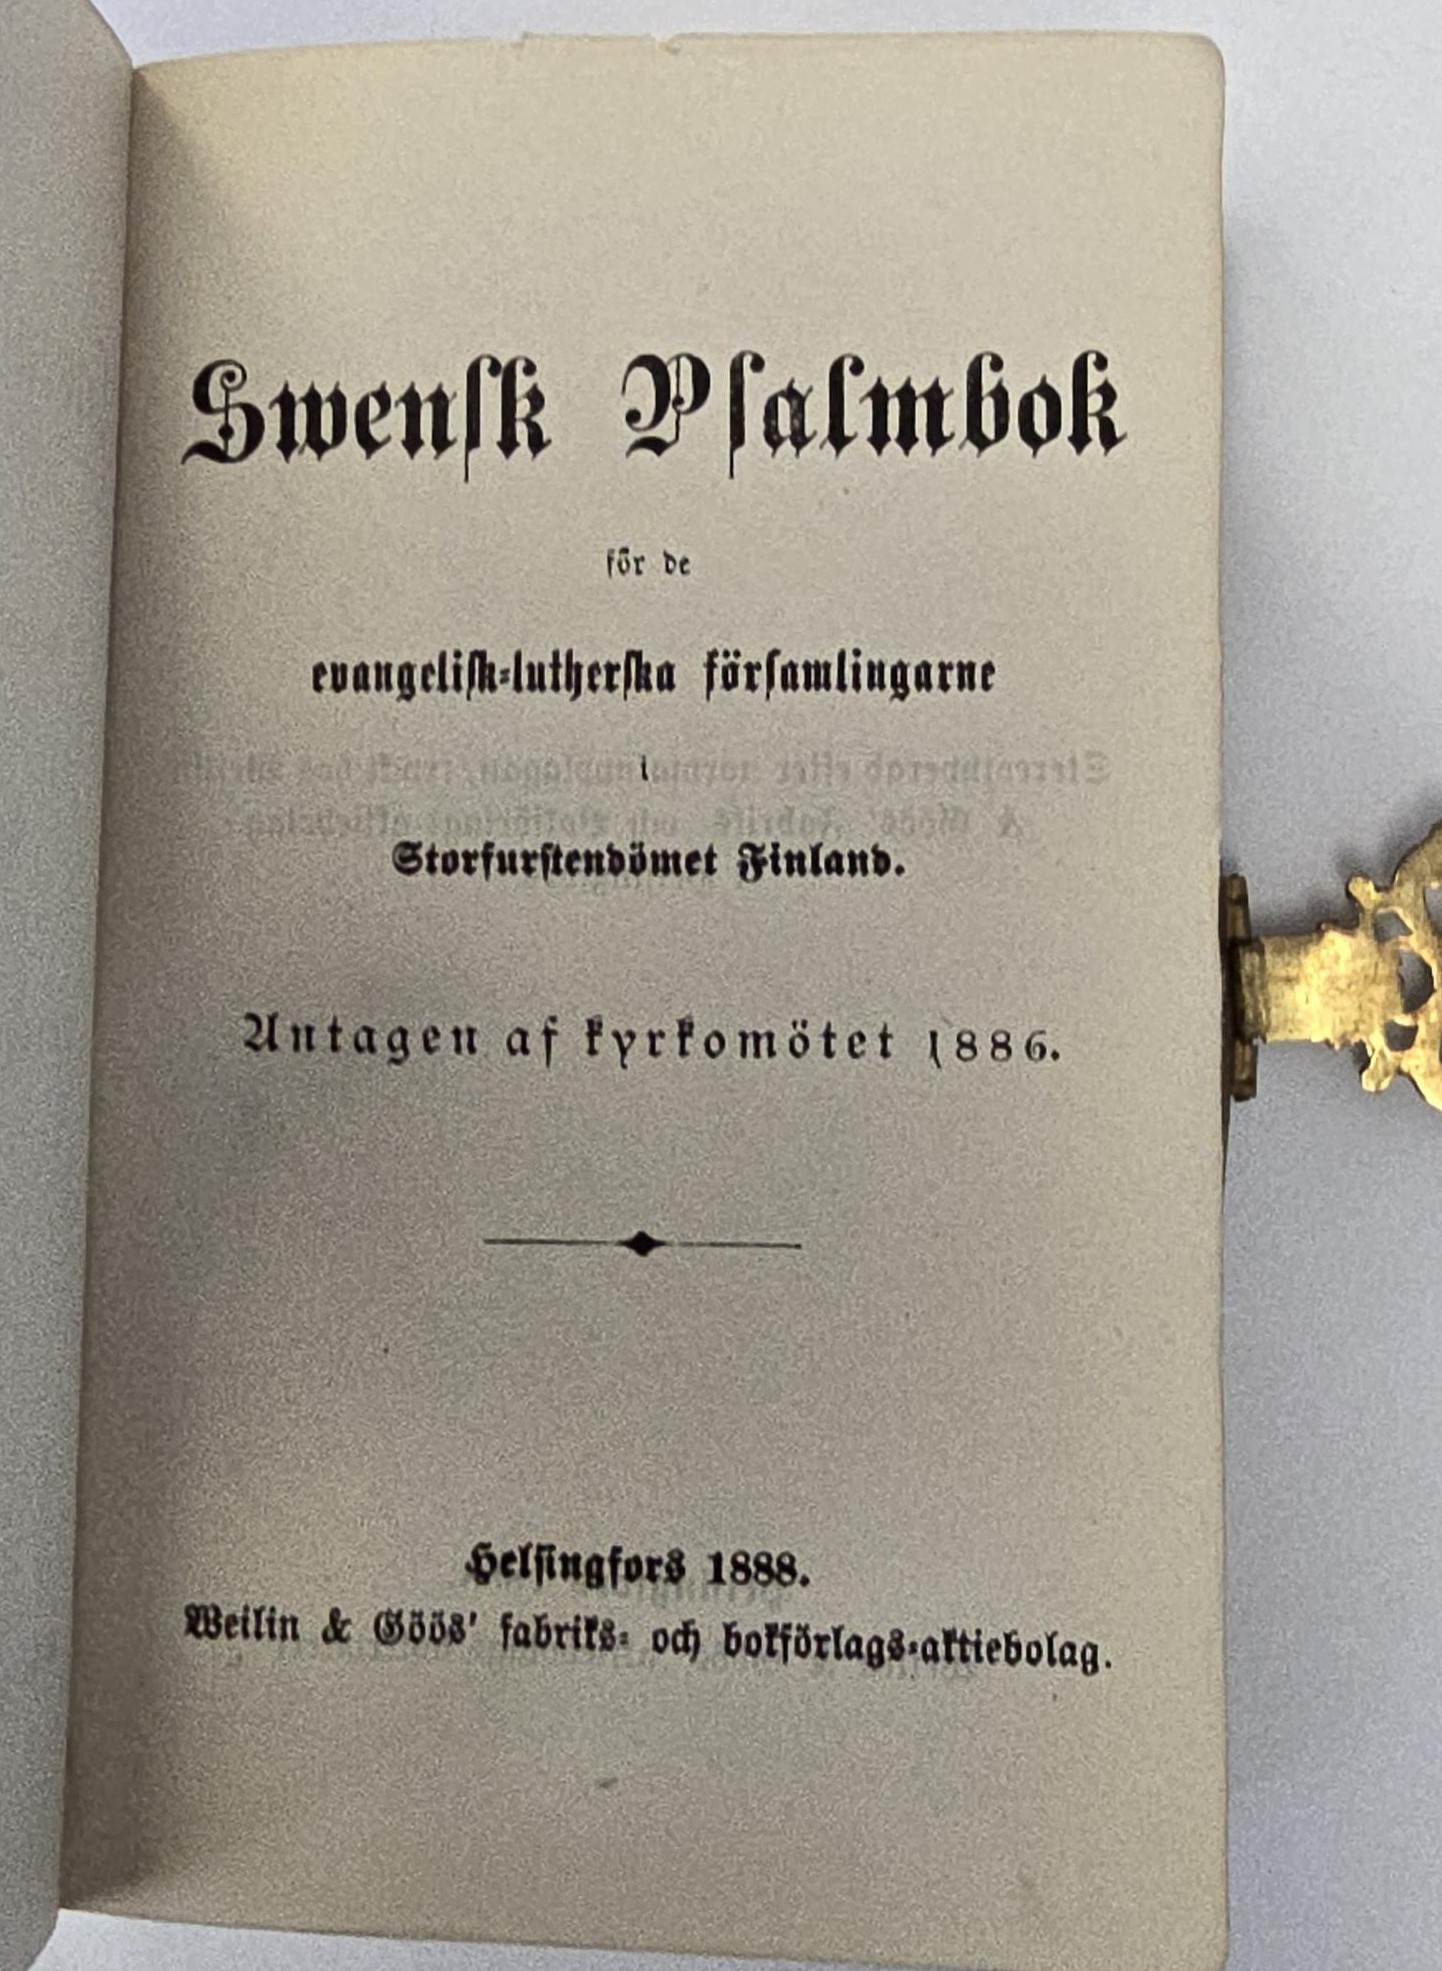 Swensk Psalmbok
för de
evangelisk-lutherska församlingarne
i
Storfurstendömet Finland.
Antagen af kyrkomötet 1886.
Helsingfors 1888.
Weilin & Göös' fabriks- och bokförlags-aktiebolag.